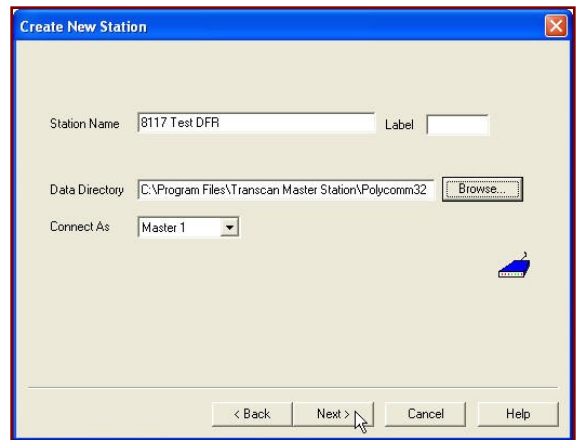 Create New Station
Station Name 8117 Test DFR Label
Data Directory C:\Program Files\Transcan Master Station\Polycomm32 Browse...
Connect As Master 1
< Back Next > Cancel Help